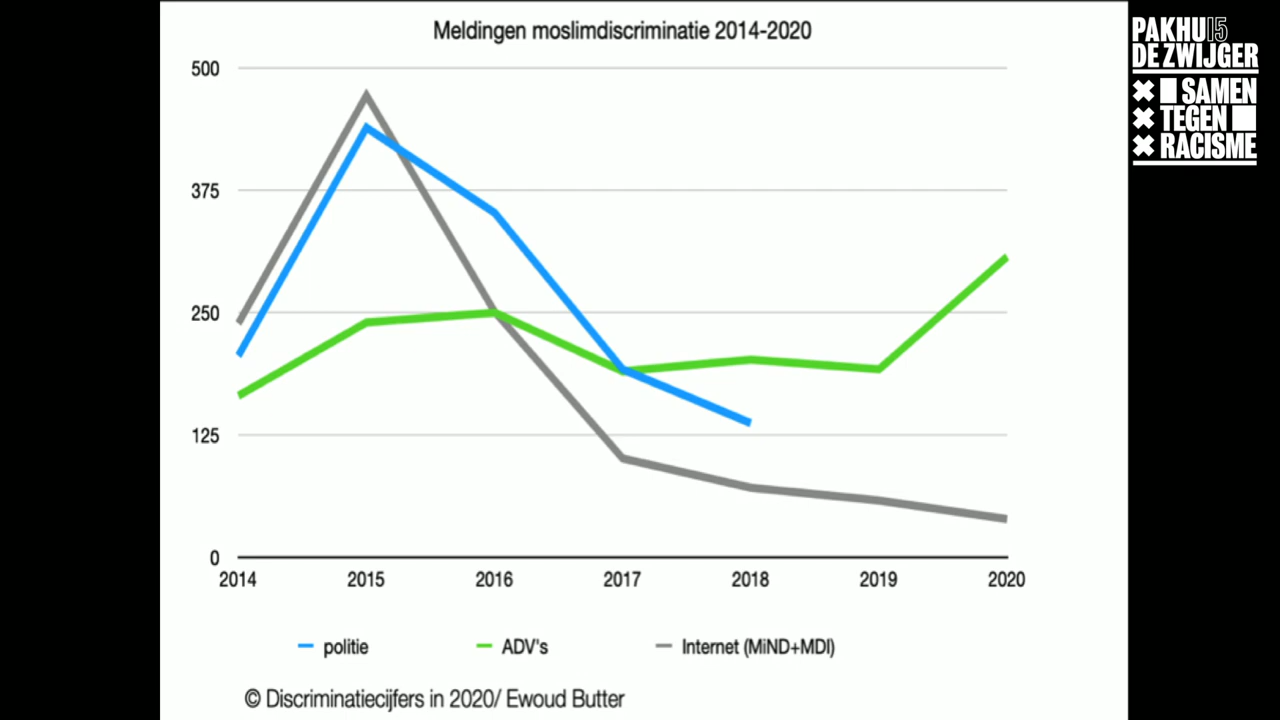 Meldingen moslimdiscriminatie 2014-2020
500
375
250
125
0
2014 2015 2016 2017 2018 2019 2020
politie ADV's Internet (MiND+MDI)
© Discriminatiecijfers in 2020/ Ewoud Butter
PAKHU15
DE ZWIJGER
SAMEN
TEGEN
RACISME